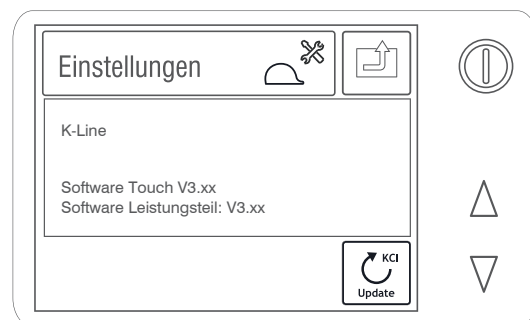 Einstellungen
K-Line
Software Touch V3.xx
Software Leistungsteil: V3.xx
KCI
Update